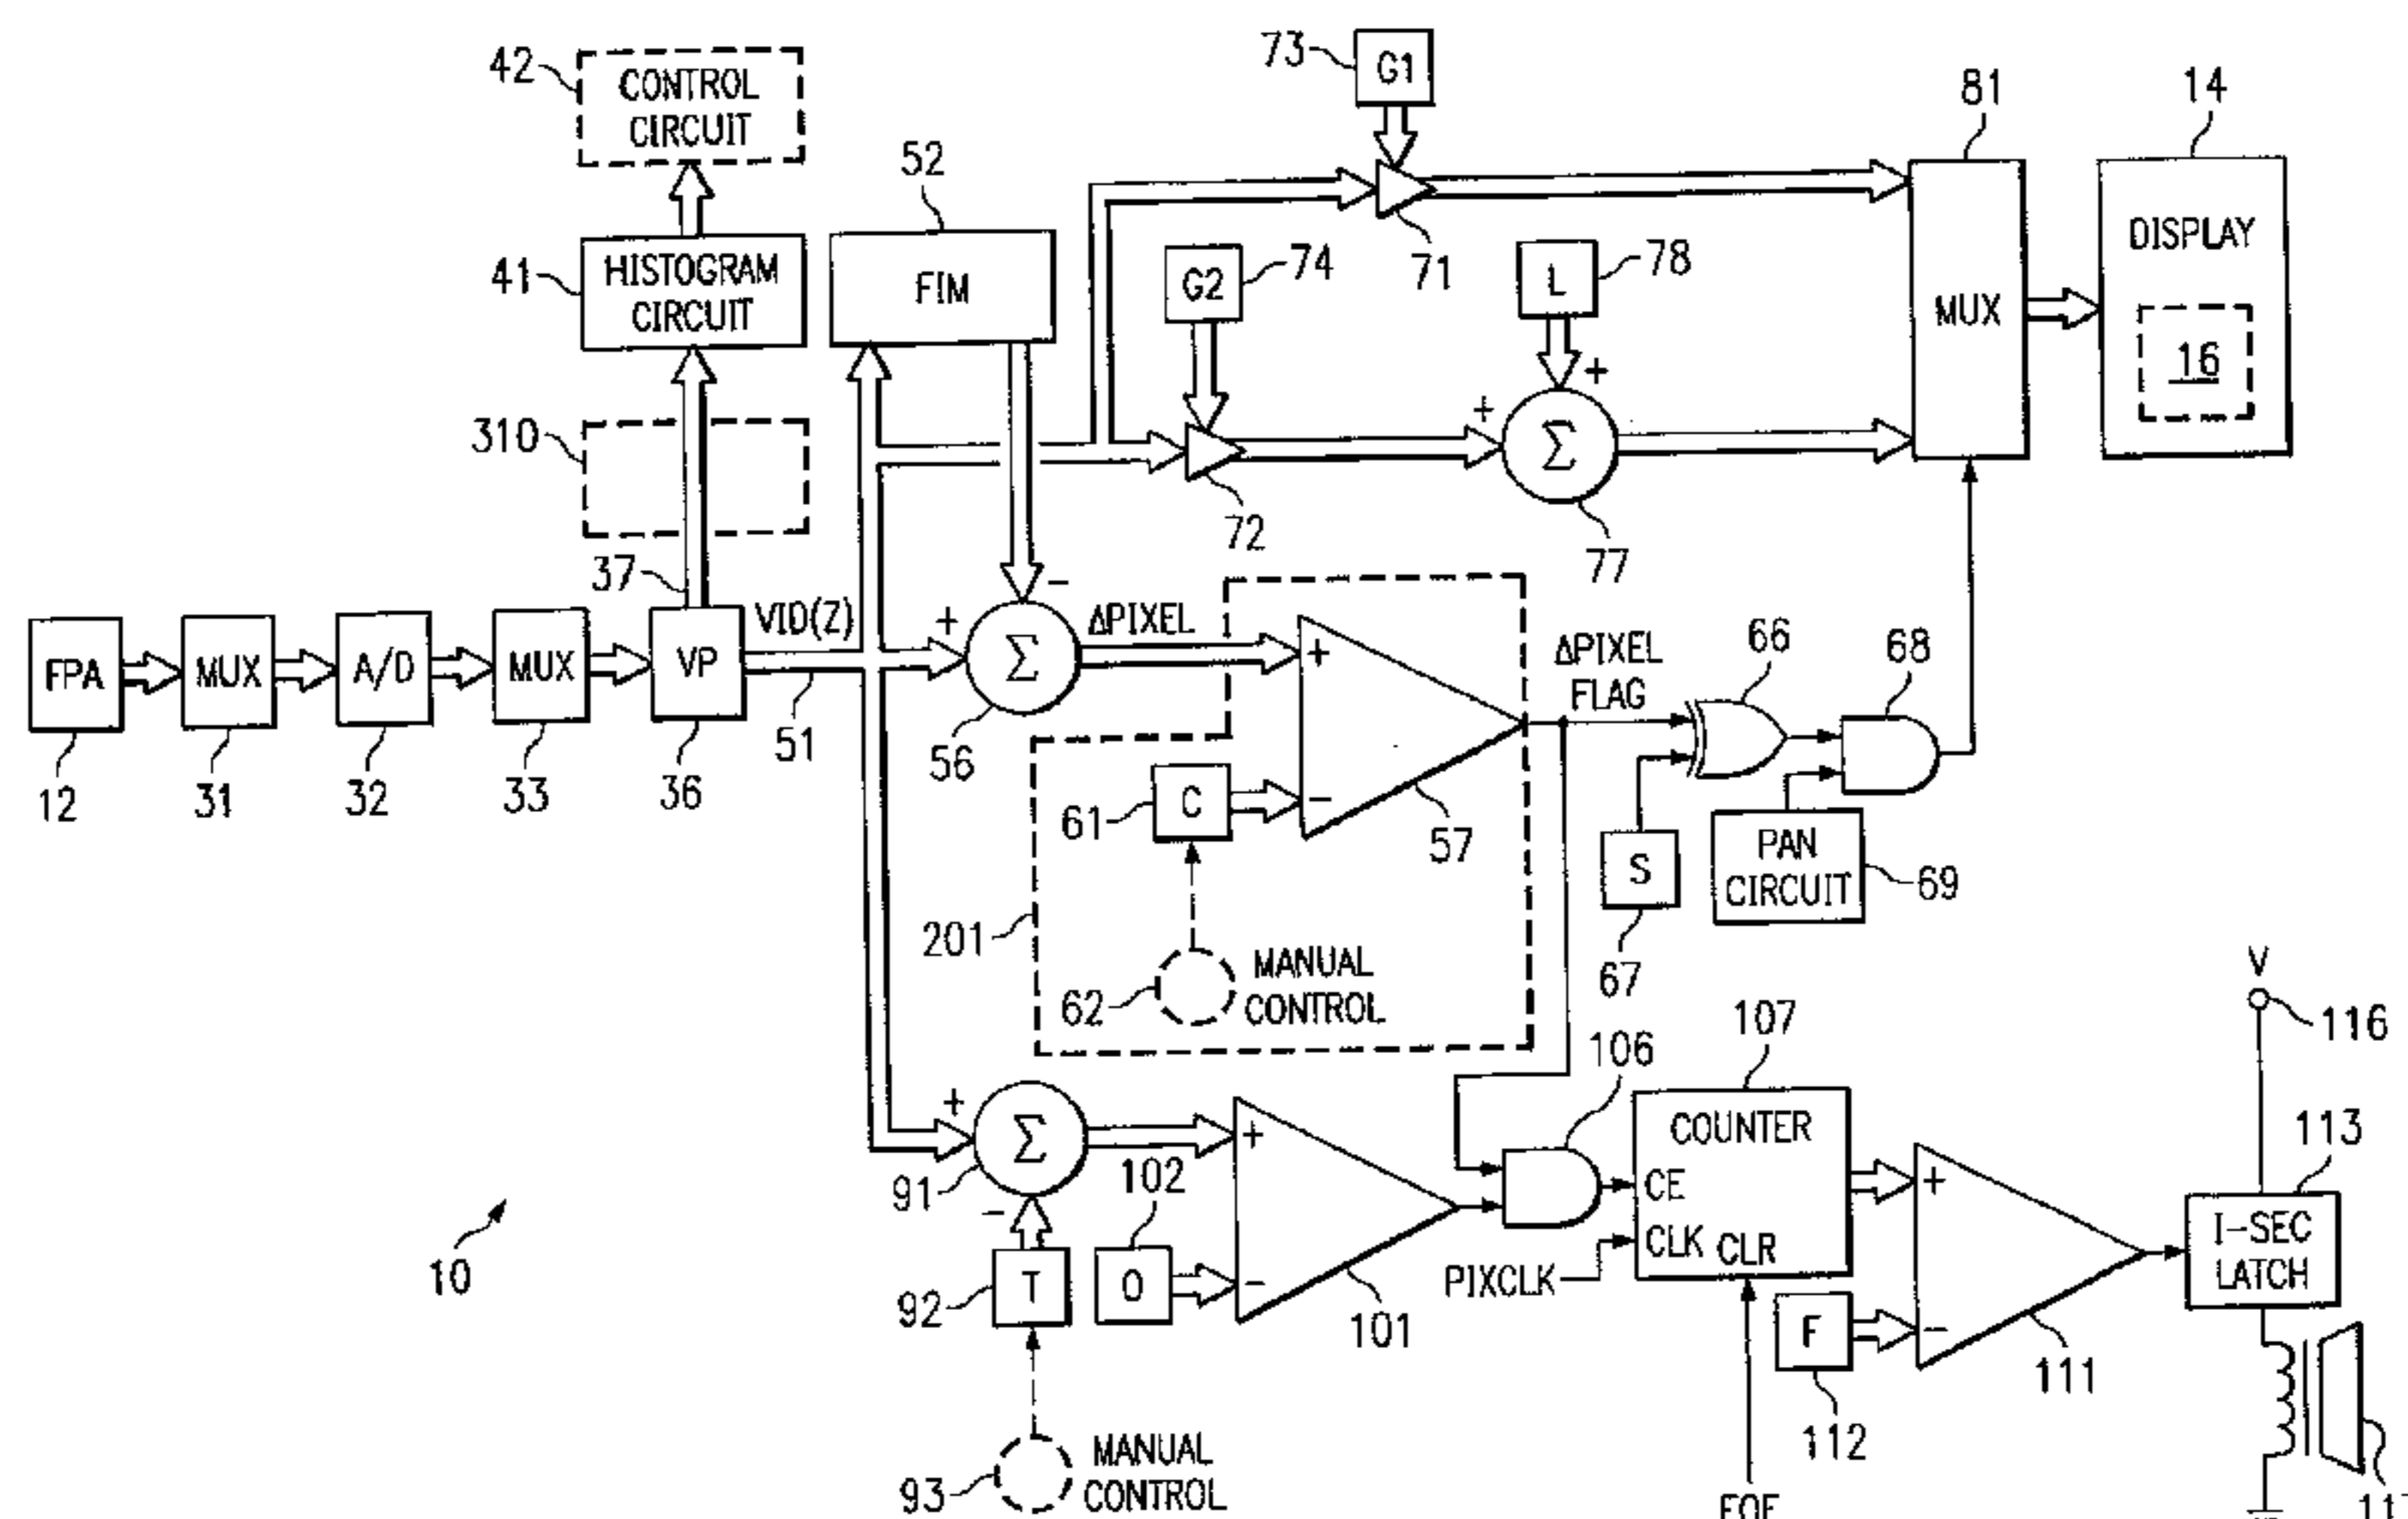 42
CONTROL
CIRCUIT
73
G1
81
14
52
41
HISTOGRAM
CIRCUIT
FIM
G2
74
71
L
78
DISPLAY
MUX
16
+
+
Σ
310
72
77
37
FPA
MUX
A/D
MUX
VP
VID(Z)
+
-
Σ
ΔPIXEL
+
-
ΔPIXEL
FLAG
66
68
12
31
32
33
36
51
56
61
C
57
PAN
CIRCUIT
69
S
67
201
62
MANUAL
CONTROL
V
116
106
107
COUNTER
CE
CLK CLR
PIXCLK
+
Σ
91
-
T
92
102
0
+
-
101
+
-
111
F
112
113
1-SEC
LATCH
10
93
MANUAL
CONTROL